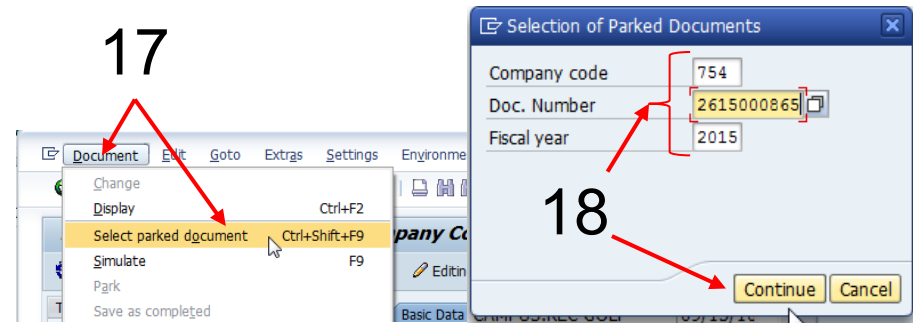 17
Document Edit Goto Extras Settings Environme
Change
Display Ctrl+F2
Select parked document Ctrl+Shift+F9
Simulate F9
Park
Save as completed
pany Co
Editin
Basic Data
Selection of Parked Documents
Company code 754
Doc. Number 2615000865
Fiscal year 2015
18
Continue Cancel